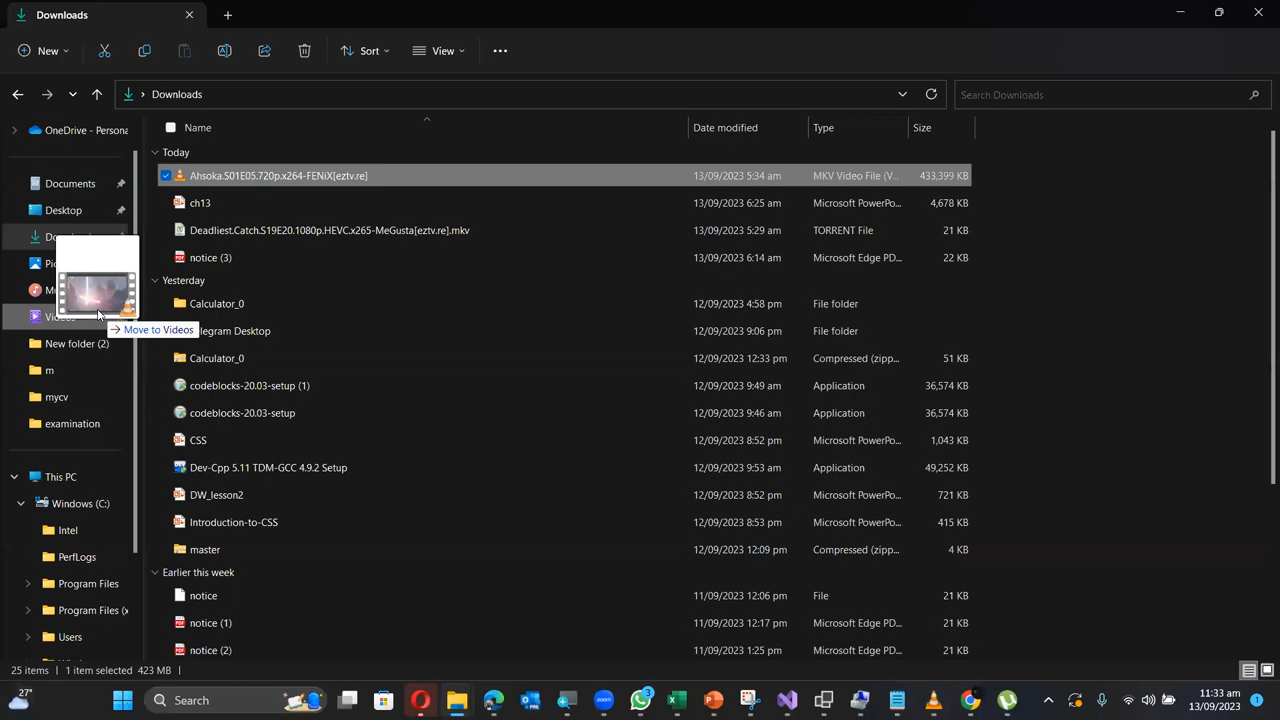 Downloads
New
Sort
View
Downloads
Search Downloads
OneDrive - Persona
Documents
Desktop
Videos
Move to Videos
New folder (2)
m
mycv
examination
This PC
Windows (C:)
Intel
PerfLogs
Program Files
Program Files (x
Users
Name Date modified Type Size
Today
Ahsoka.S01E05.720p.x264-FENiX[eztv.re] 13/09/2023 5:34 am MKV Video File (V... 433,399 KB
ch13 13/09/2023 6:25 am Microsoft PowerPo... 4,678 KB
Deadliest.Catch.S19E20.1080p.HEVC.x265-MeGusta[eztv.re].mkv 13/09/2023 5:29 am TORRENT File 21 KB
notice (3) 13/09/2023 6:14 am Microsoft Edge PD... 22 KB
Yesterday
Calculator_0 12/09/2023 4:58 pm File folder
legram Desktop 12/09/2023 9:06 pm File folder
Calculator_0 12/09/2023 12:33 pm Compressed (zipp... 51 KB
codeblocks-20.03-setup (1) 12/09/2023 9:49 am Application 36,574 KB
codeblocks-20.03-setup 12/09/2023 9:46 am Application 36,574 KB
CSS 12/09/2023 8:52 pm Microsoft PowerPo... 1,043 KB
Dev-Cpp 5.11 TDM-GCC 4.9.2 Setup 12/09/2023 9:53 am Application 49,252 KB
DW_lesson2 12/09/2023 8:52 pm Microsoft PowerPo... 721 KB
Introduction-to-CSS 12/09/2023 8:53 pm Microsoft PowerPo... 415 KB
master 12/09/2023 12:09 pm Compressed (zipp... 4 KB
Earlier this week
notice 11/09/2023 12:06 pm File 21 KB
notice (1) 11/09/2023 12:17 pm Microsoft Edge PD... 21 KB
notice (2) 11/09/2023 1:25 pm Microsoft Edge PD... 21 KB
25 items 1 item selected 423 MB
27°
Search
zoom
3
11:33 am
13/09/2023
1